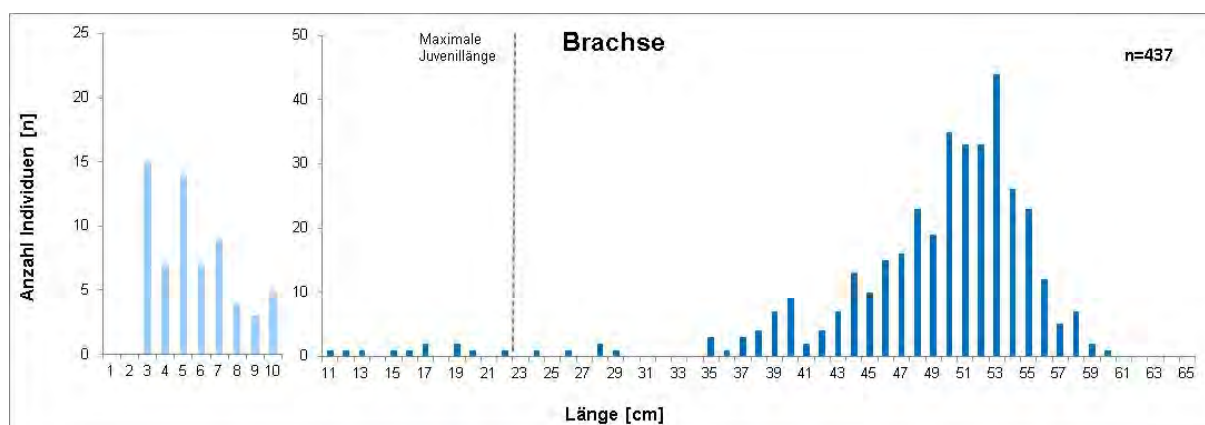 Brachse
n=437
Maximale
Juvenillänge
Anzahl Individuen [n]
25
20
15
10
5
0
1 2 3 4 5 6 7 8 9 10
50
40
30
20
10
0
11 13 15 17 19 21 23 25 27 29 31 33 35 37 39 41 43 45 47 49 51 53 55 57 59 61 63 65
Länge [cm]